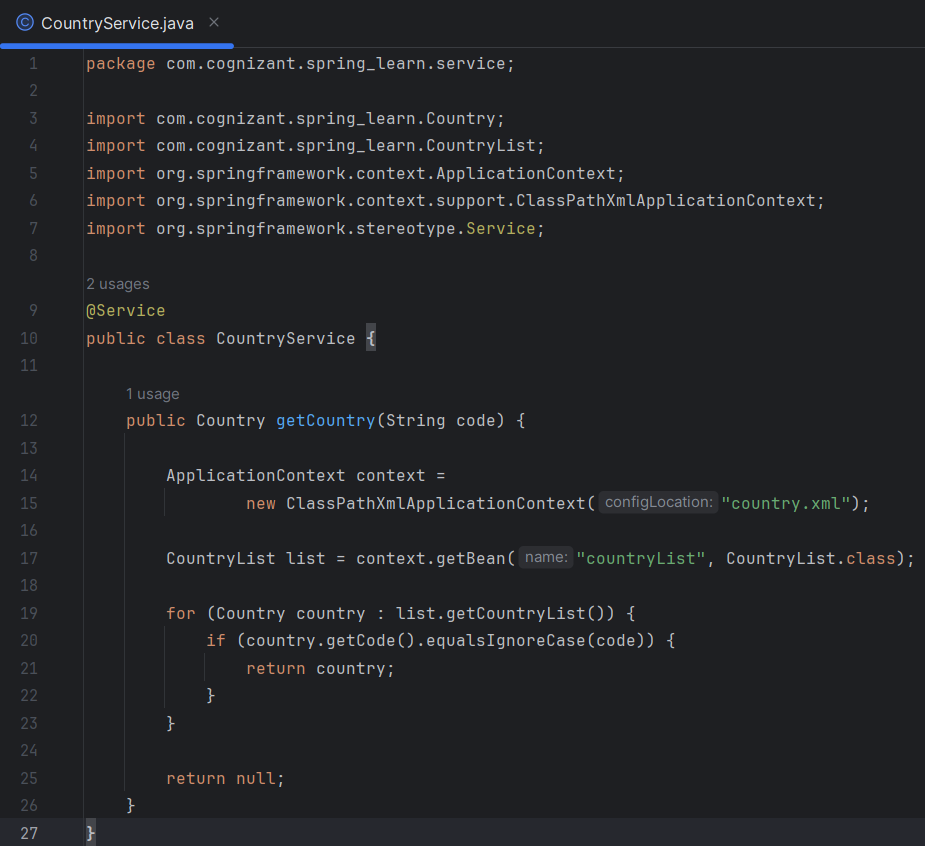 CountryService.java
1 package com.cognizant.spring_learn.service;
2
3 import com.cognizant.spring_learn.Country;
4 import com.cognizant.spring_learn.CountryList;
5 import org.springframework.context.ApplicationContext;
6 import org.springframework.context.support.ClassPathXmlApplicationContext;
7 import org.springframework.stereotype.Service;
8
2 usages
9 @Service
10 public class CountryService {
11
1 usage
12     public Country getCountry(String code) {
13
14         ApplicationContext context =
15                 new ClassPathXmlApplicationContext( configLocation: "country.xml");
16
17         CountryList list = context.getBean( name: "countryList", CountryList.class);
18
19         for (Country country : list.getCountryList()) {
20             if (country.getCode().equalsIgnoreCase(code)) {
21                 return country;
22             }
23         }
24
25         return null;
26     }
27 }